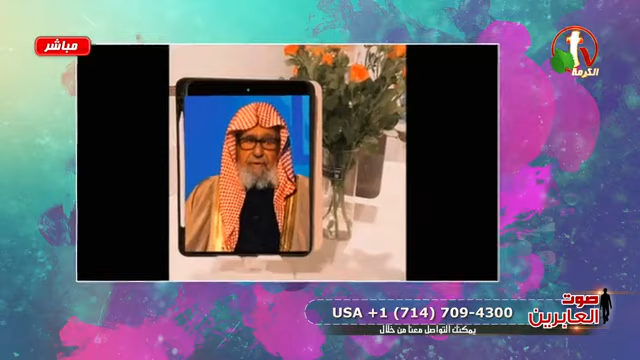 مباشر
الكرمة
USA +1 (714) 709-4300
يمكنك التواصل معنا من خلال
صوت
العابرين